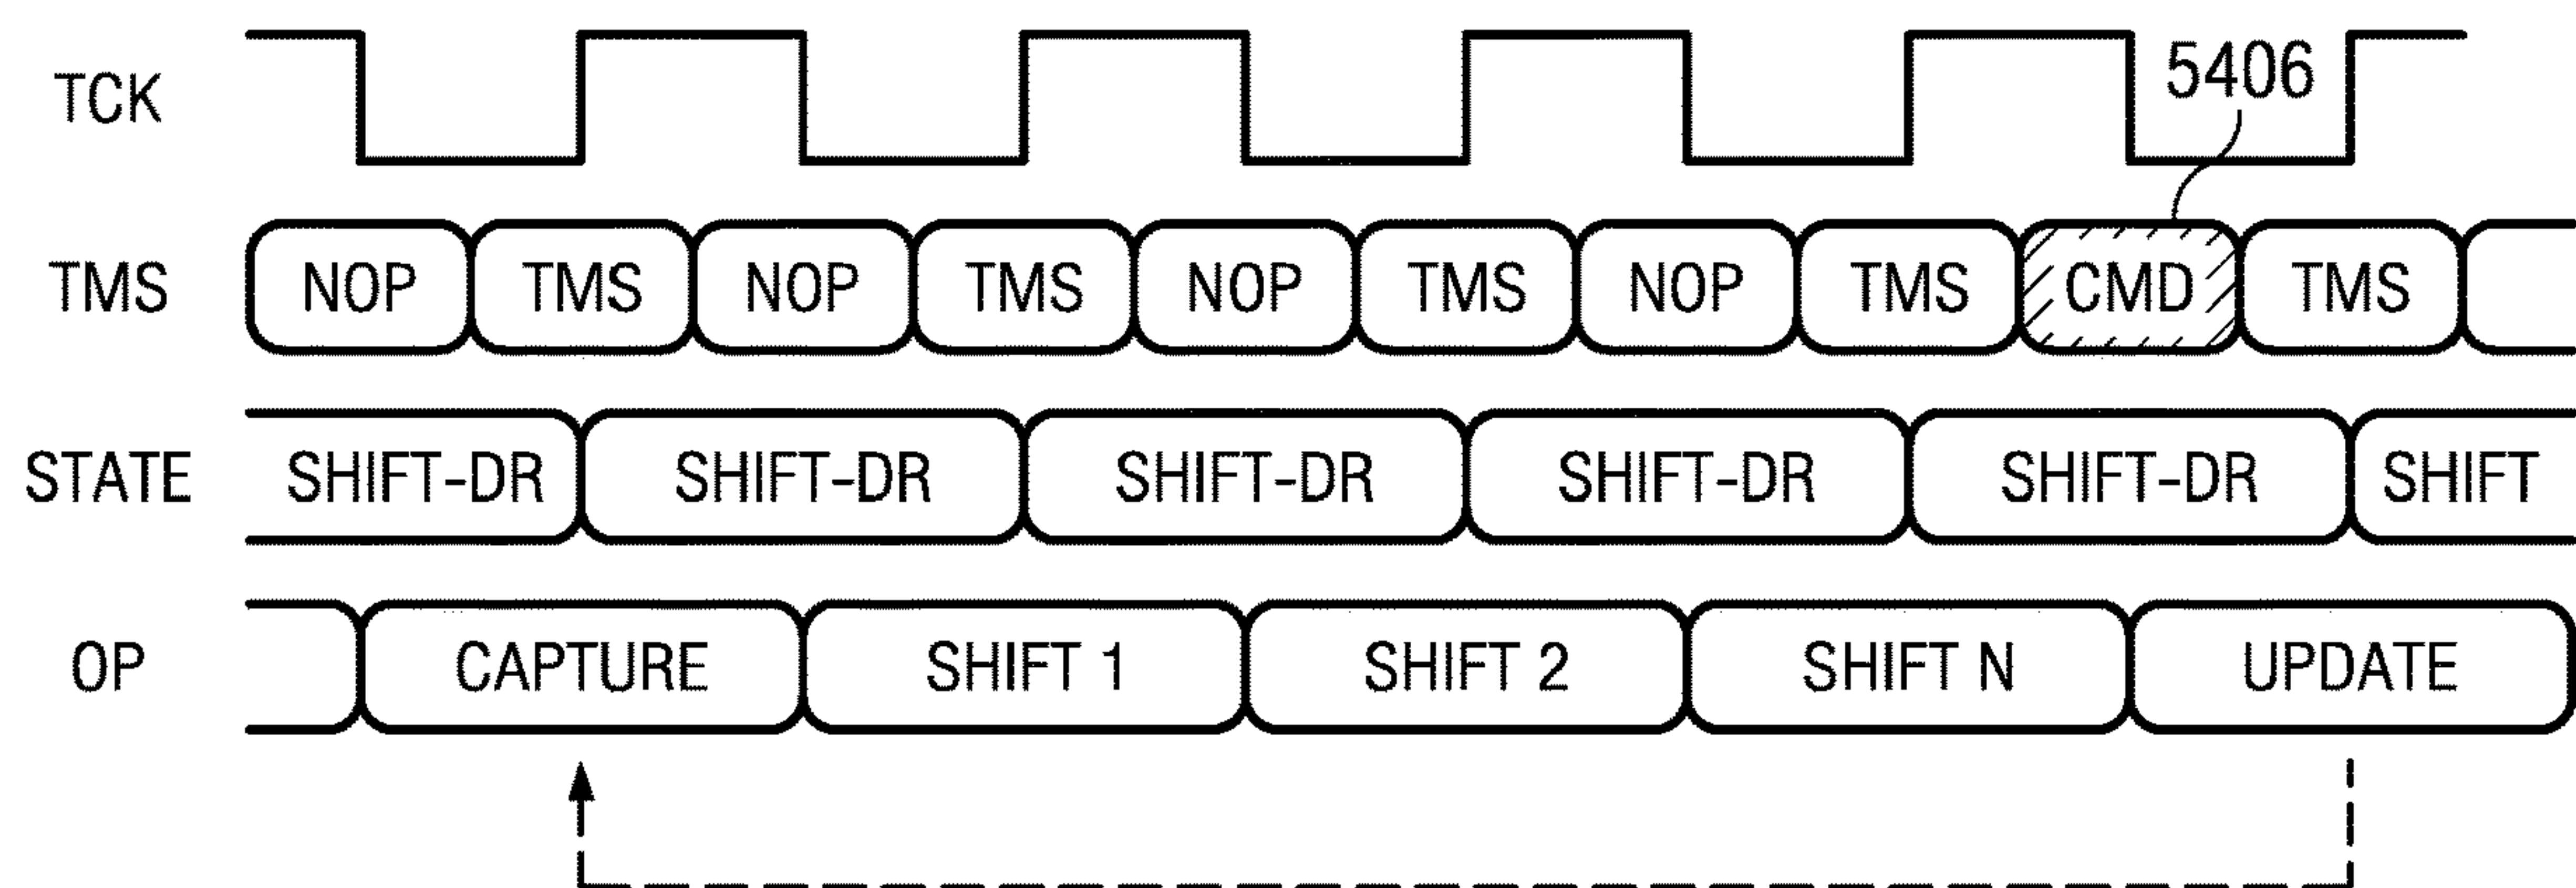 TCK 5406
TMS NOP TMS NOP TMS NOP TMS NOP TMS CMD TMS
STATE SHIFT-DR SHIFT-DR SHIFT-DR SHIFT-DR SHIFT-DR SHIFT
OP CAPTURE SHIFT 1 SHIFT 2 SHIFT N UPDATE